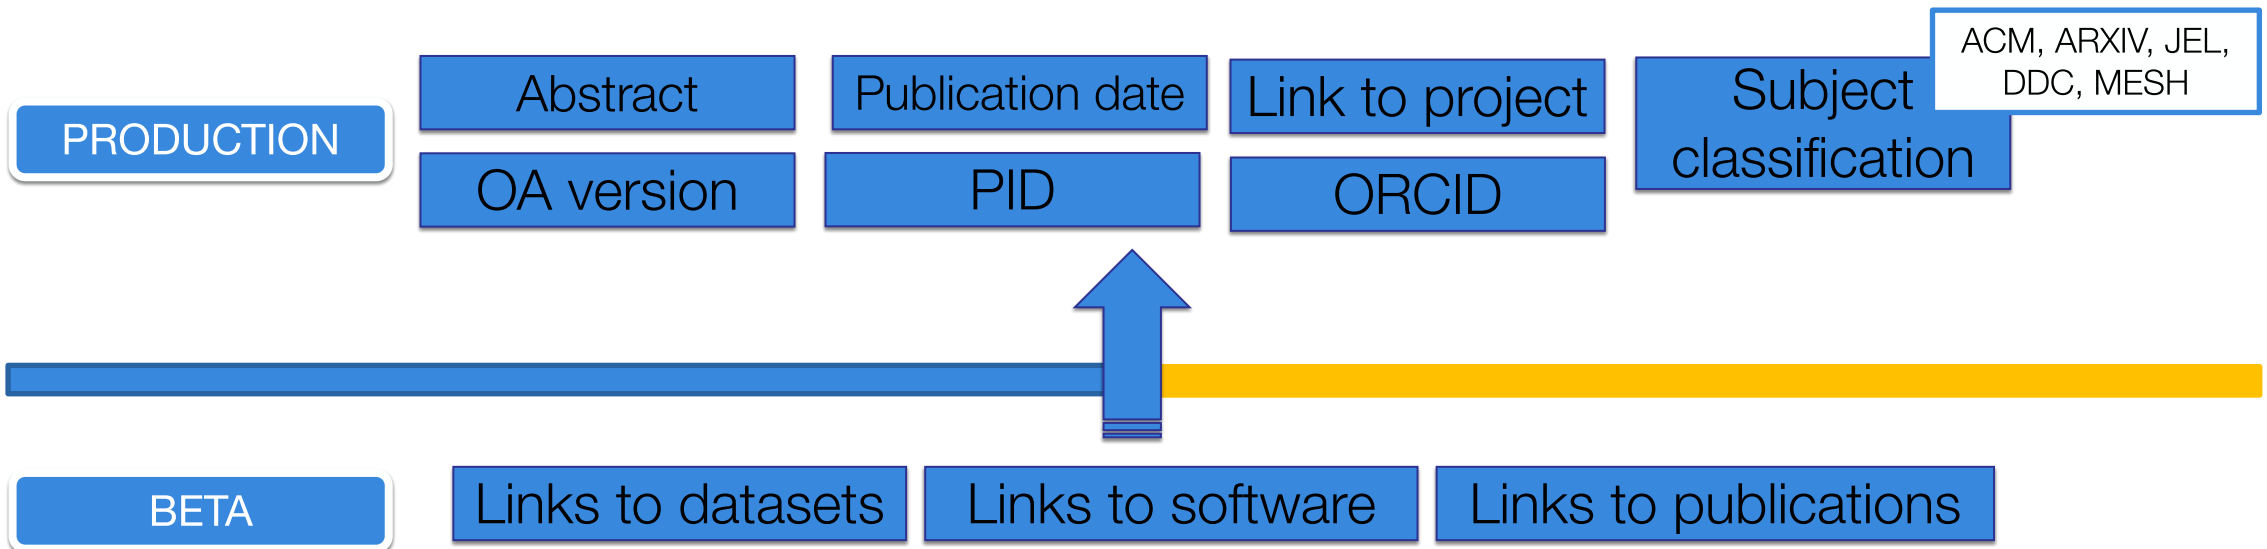 PRODUCTION
Abstract
Publication date
Link to project
Subject
classification
ACM, ARXIV, JEL,
DDC, MESH
OA version
PID
ORCID
BETA
Links to datasets
Links to software
Links to publications